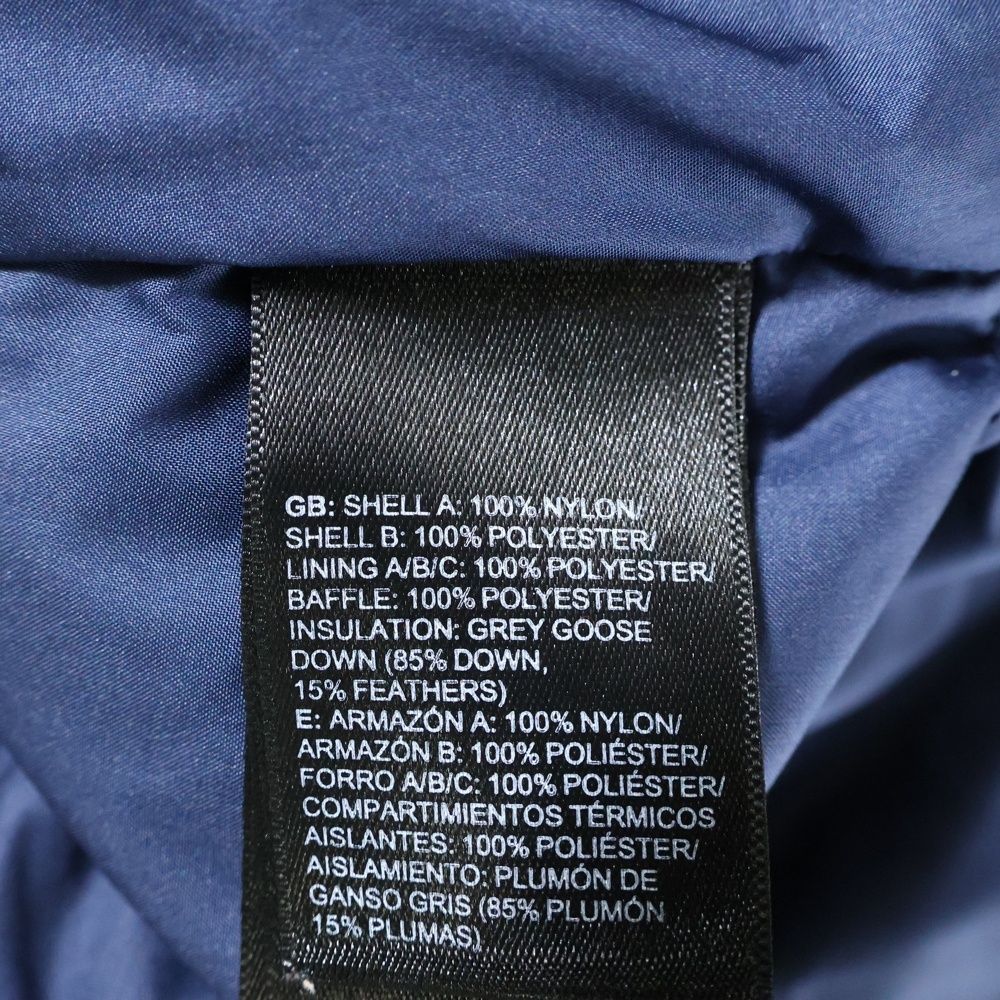 GB: SHELL A: 100% NYLON/
SHELL B: 100% POLYESTER/
LINING A/B/C: 100% POLYESTER/
BAFFLE: 100% POLYESTER/
INSULATION: GREY GOOSE
DOWN (85% DOWN,
15% FEATHERS)
E: ARMAZÓN A: 100% NYLON/
ARMAZÓN B: 100% POLIÉSTER/
FORRO A/B/C: 100% POLIÉSTER/
COMPARTIMIENTOS TÉRMICOS
AISLANTES: 100% POLIÉSTER/
AISLAMIENTO: PLUMÓN DE
GANSO GRIS (85% PLUMÓN
15% PLUMAS)